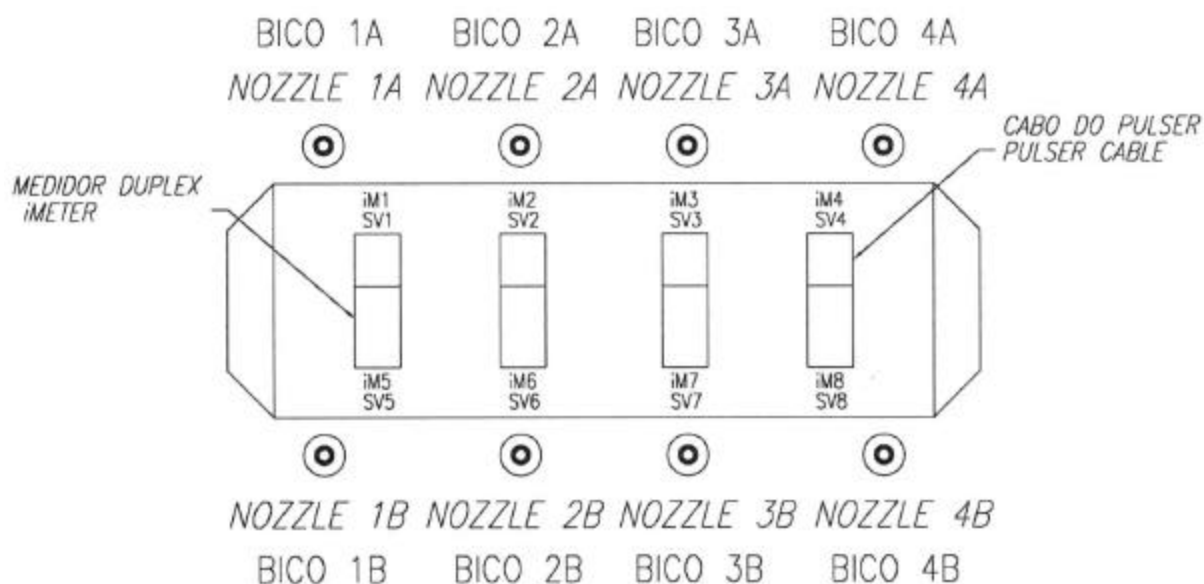 BICO 1A BICO 2A BICO 3A BICO 4A
NOZZLE 1A NOZZLE 2A NOZZLE 3A NOZZLE 4A
CABO DO PULSER
PULSER CABLE
MEDIDOR DUPLEX
iMETER
iM1 iM2 iM3 iM4
SV1 SV2 SV3 SV4
iM5 iM6 iM7 iM8
SV5 SV6 SV7 SV8
NOZZLE 1B NOZZLE 2B NOZZLE 3B NOZZLE 4B
BICO 1B BICO 2B BICO 3B BICO 4B